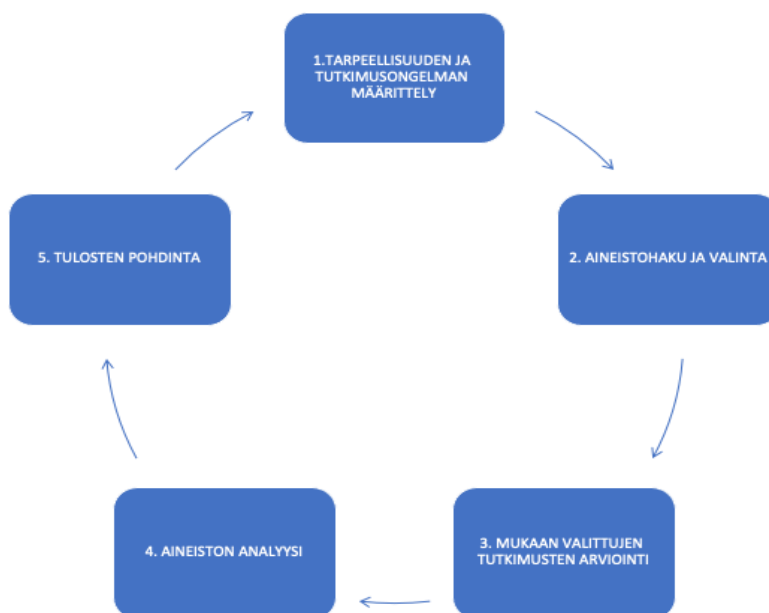 1.TARPEELLISUUDEN JA
TUTKIMUSONGELMAN
MÄÄRITTELY
2. AINEISTOHAKU JA VALINTA
3. MUKAAN VALITTUJEN
TUTKIMUSTEN ARVIOINTI
4. AINEISTON ANALYYSI
5. TULOSTEN POHDINTA